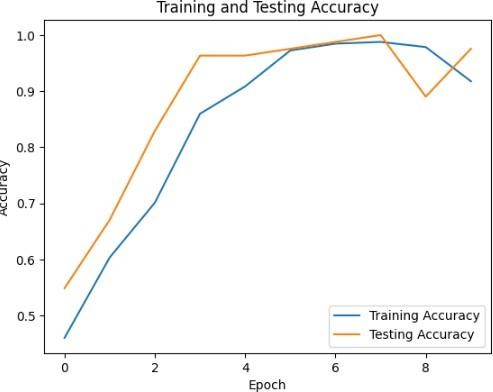 Training and Testing Accuracy
Accuracy
1.0
0.9
0.8
0.7
0.6
0.5
0 2 4 6 8
Epoch
Training Accuracy
Testing Accuracy